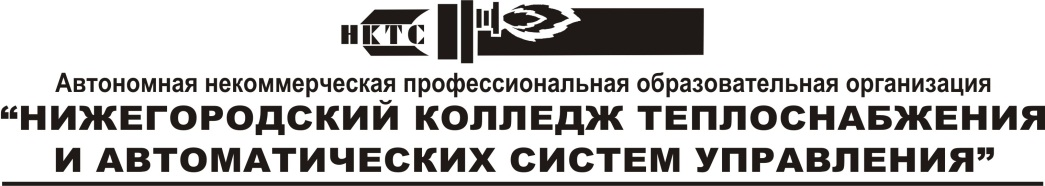 НКТС
Автономная некоммерческая профессиональная образовательная организация
“НИЖЕГОРОДСКИЙ КОЛЛЕДЖ ТЕПЛОСНАБЖЕНИЯ
И АВТОМАТИЧЕСКИХ СИСТЕМ УПРАВЛЕНИЯ”